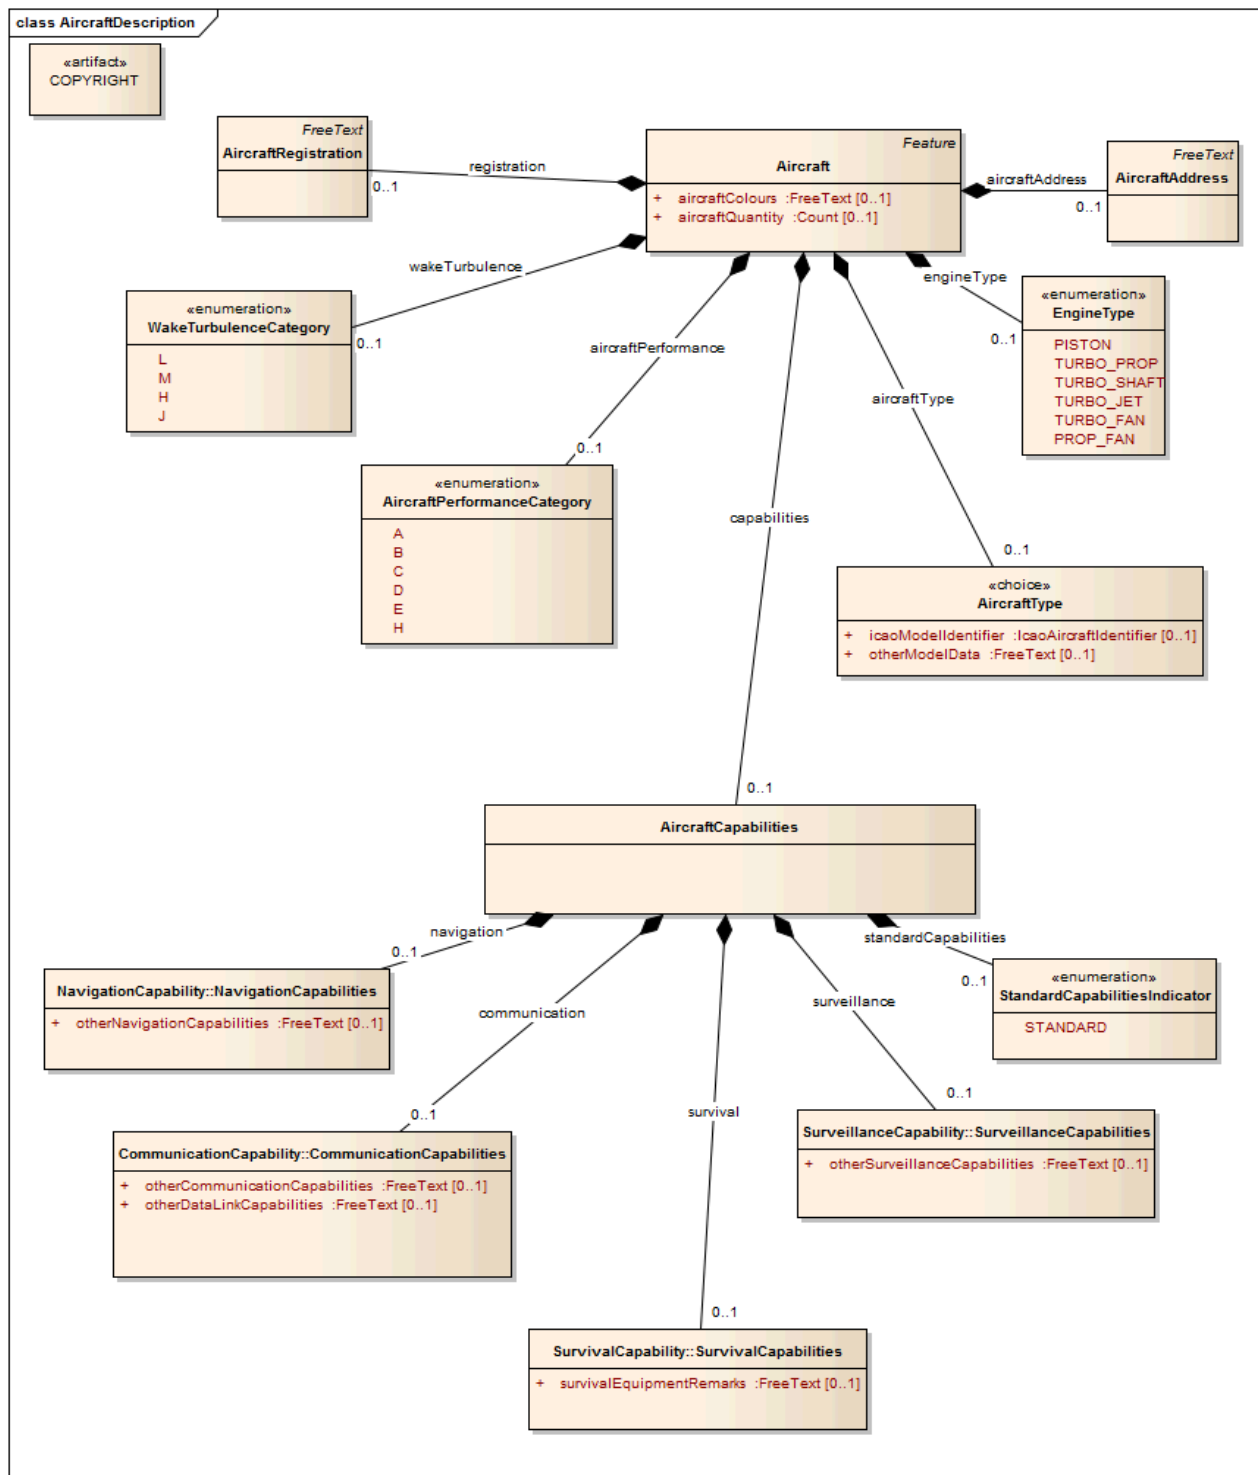 class AircraftDescription
«artifact»
COPYRIGHT
FreeText
AircraftRegistration
registration
0..1
Feature
Aircraft
+ aircraftColours :FreeText [0..1]
+ aircraftQuantity :Count [0..1]
aircraftAddress
0..1
FreeText
AircraftAddress
wakeTurbulence
0..1
«enumeration»
WakeTurbulenceCategory
L
M
H
J
aircraftPerformance
0..1
«enumeration»
AircraftPerformanceCategory
A
B
C
D
E
H
engineType
0..1
«enumeration»
EngineType
PISTON
TURBO_PROP
TURBO_SHAFT
TURBO_JET
TURBO_FAN
PROP_FAN
aircraftType
0..1
«choice»
AircraftType
+ icaoModelIdentifier :IcaoAircraftIdentifier [0..1]
+ otherModelData :FreeText [0..1]
capabilities
0..1
AircraftCapabilities
navigation
0..1
NavigationCapability::NavigationCapabilities
+ otherNavigationCapabilities :FreeText [0..1]
communication
0..1
CommunicationCapability::CommunicationCapabilities
+ otherCommunicationCapabilities :FreeText [0..1]
+ otherDataLinkCapabilities :FreeText [0..1]
survival
0..1
SurvivalCapability::SurvivalCapabilities
+ survivalEquipmentRemarks :FreeText [0..1]
surveillance
0..1
SurveillanceCapability::SurveillanceCapabilities
+ otherSurveillanceCapabilities :FreeText [0..1]
standardCapabilities
0..1
«enumeration»
StandardCapabilitiesIndicator
STANDARD